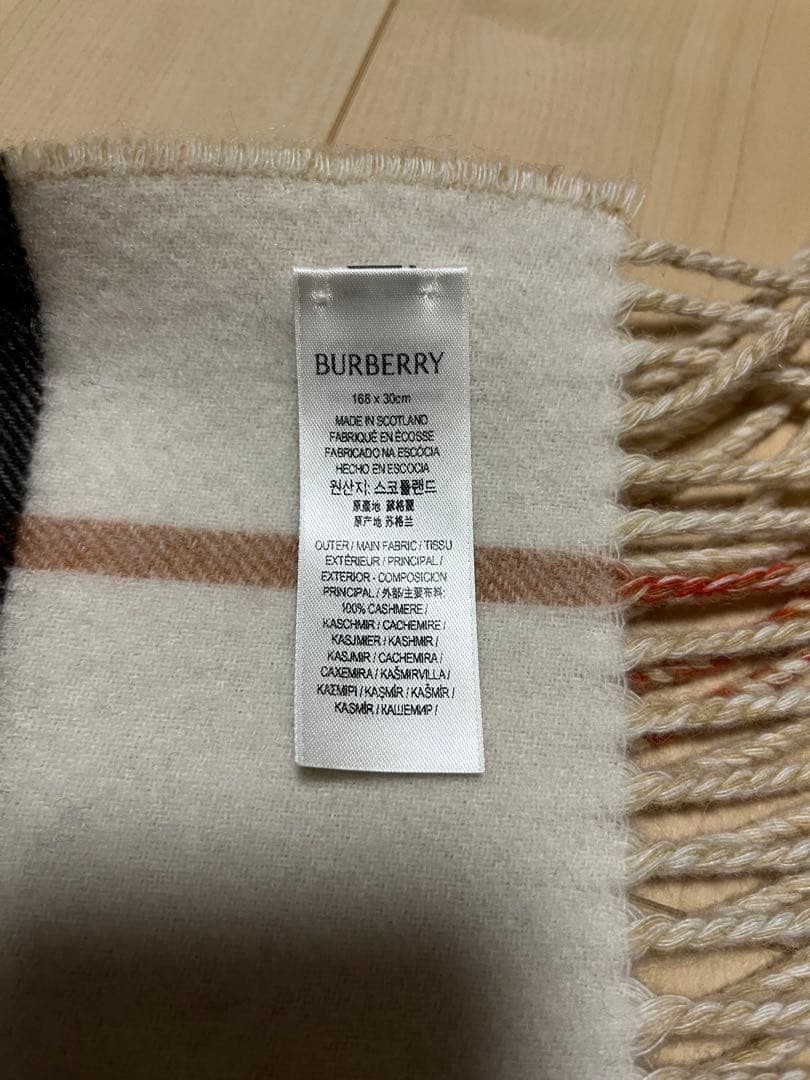 BURBERRY
168 x 30cm
MADE IN SCOTLAND
FABRIQUÉ EN ÉCOSSE
FABRICADO NA ESCÓCIA
HECHO EN ESCOCIA
원산지: 스코틀랜드
原產地 蘇格蘭
原产地 苏格兰
OUTER / MAIN FABRIC / TISSU
EXTÉRIEUR / PRINCIPAL /
EXTERIOR - COMPOSICION
PRINCIPAL / 外部/主要布料:
100% CASHMERE /
KASCHMIR / CACHEMIRE /
KASJMIER / KASHMIR /
KASJMIR / CACHEMIRA /
CAXEMIRA / KAŠMIRVILLA /
ΚΑΣΜΙΡΙ / KAŞMİR / KAŠMÍR /
KASMÍR / КАШЕМИР /